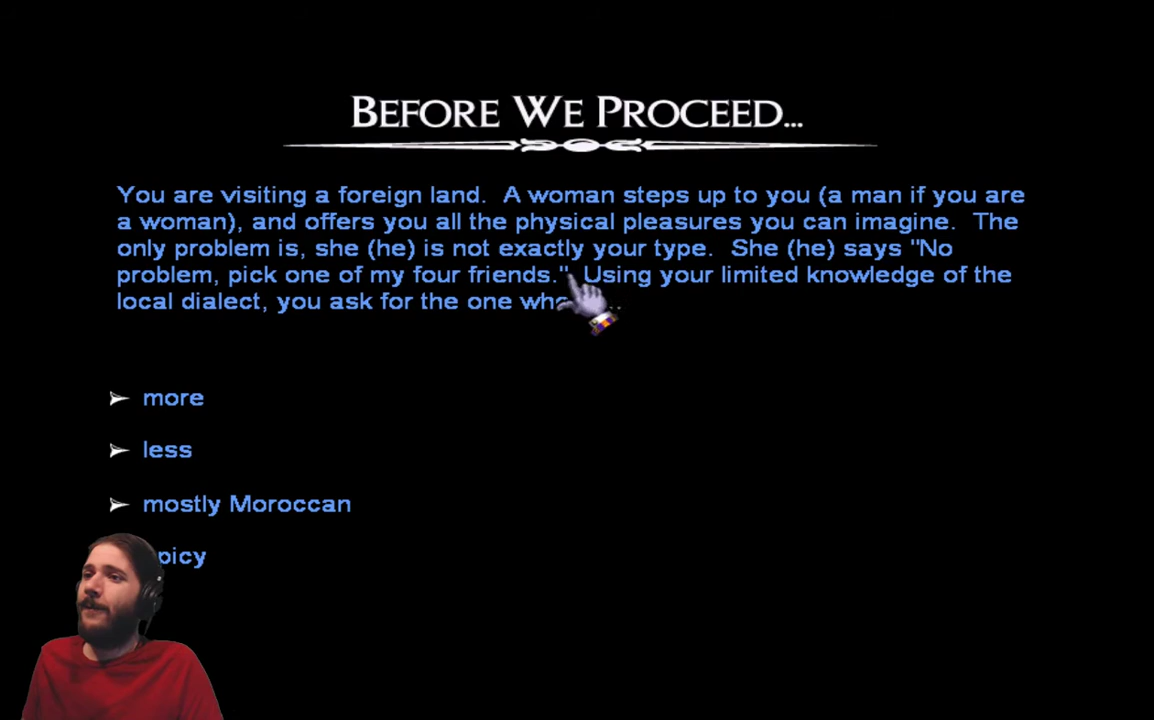 BEFORE WE PROCEED...
You are visiting a foreign land. A woman steps up to you (a man if you are
a woman), and offers you all the physical pleasures you can imagine. The
only problem is, she (he) is not exactly your type. She (he) says "No
problem, pick one of my four friends." Using your limited knowledge of the
local dialect, you ask for the one
more
less
mostly Moroccan
picy